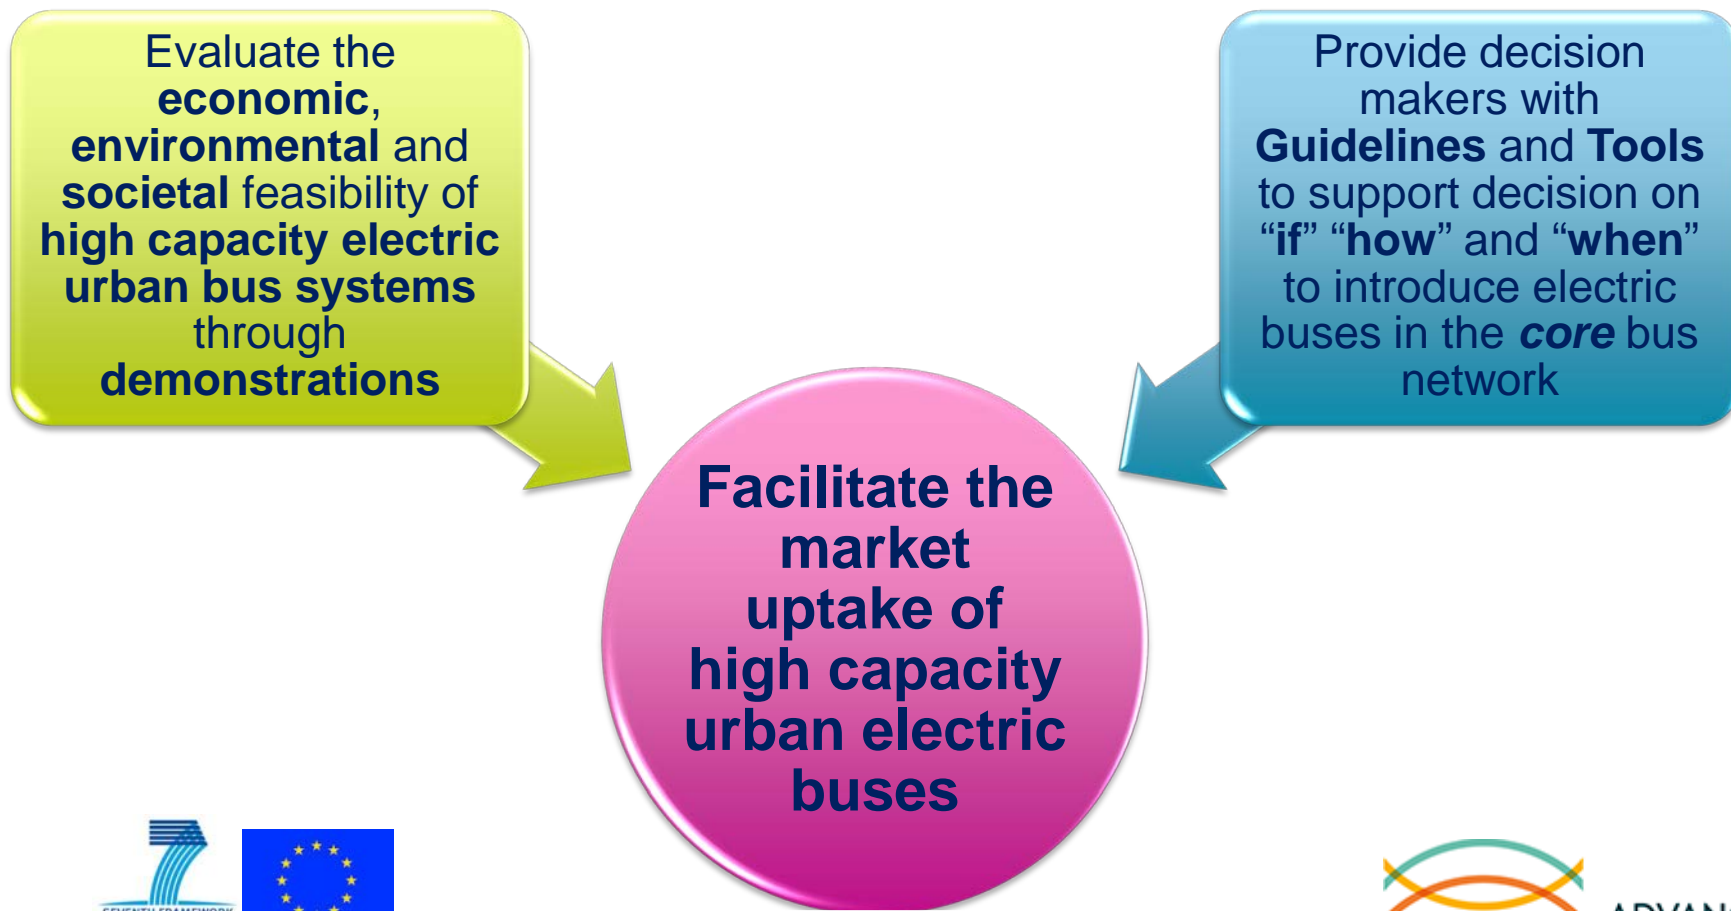 Evaluate the
economic,
environmental and
societal feasibility of
high capacity electric
urban bus systems
through
demonstrations
Provide decision
makers with
Guidelines and Tools
to support decision on
“if” “how” and “when”
to introduce electric
buses in the core bus
network
Facilitate the
market
uptake of
high capacity
urban electric
buses
SEVENTH FRAMEWORK